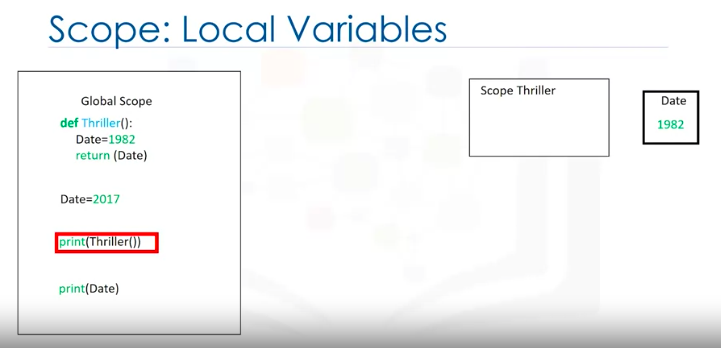 Scope: Local Variables
Global Scope
def Thriller():
Date=1982
return (Date)
Date=2017
print(Thriller())
print(Date)
Scope Thriller
Date
1982